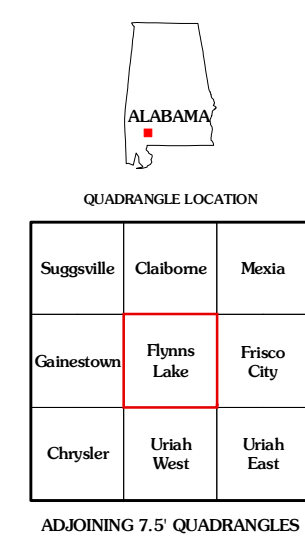 ALABAMA
QUADRANGLE LOCATION
Suggsville Claiborne Mexia
Gainestown Flynns Lake Frisco City
Chrysler Uriah West Uriah East
ADJOINING 7.5' QUADRANGLES